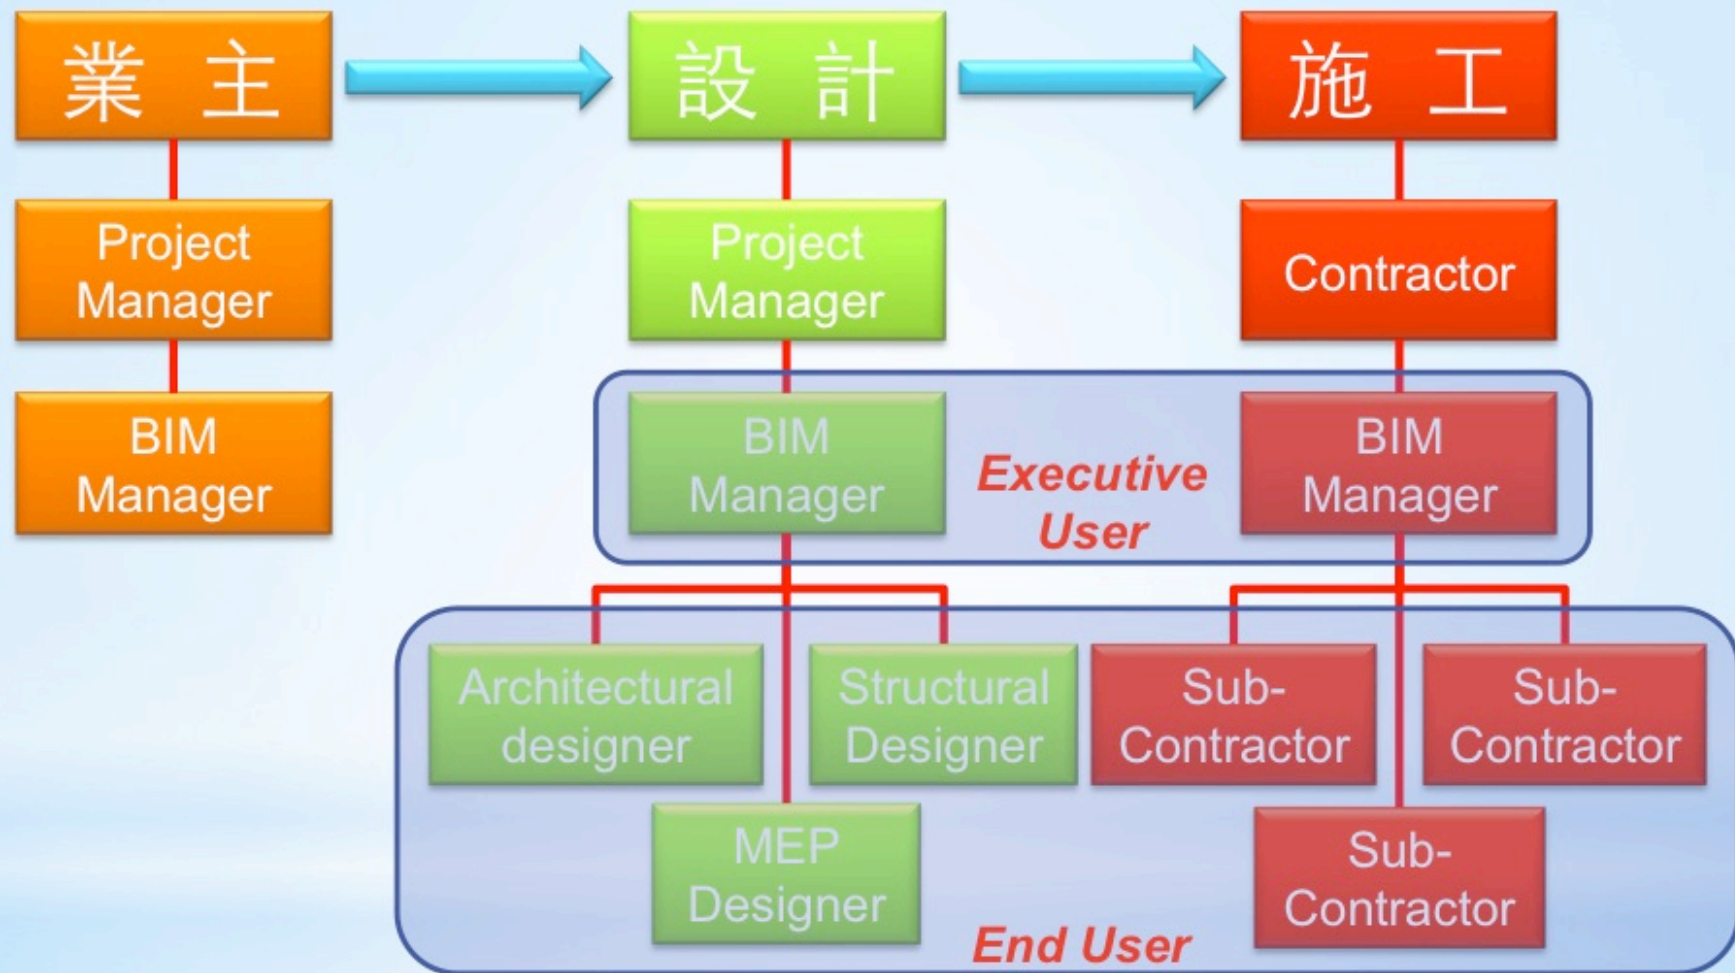 業 主
設 計
施 工
Project
Manager
Project
Manager
Contractor
BIM
Manager
BIM
Manager
Executive
User
BIM
Manager
Architectural
designer
Structural
Designer
Sub-
Contractor
Sub-
Contractor
MEP
Designer
Sub-
Contractor
End User